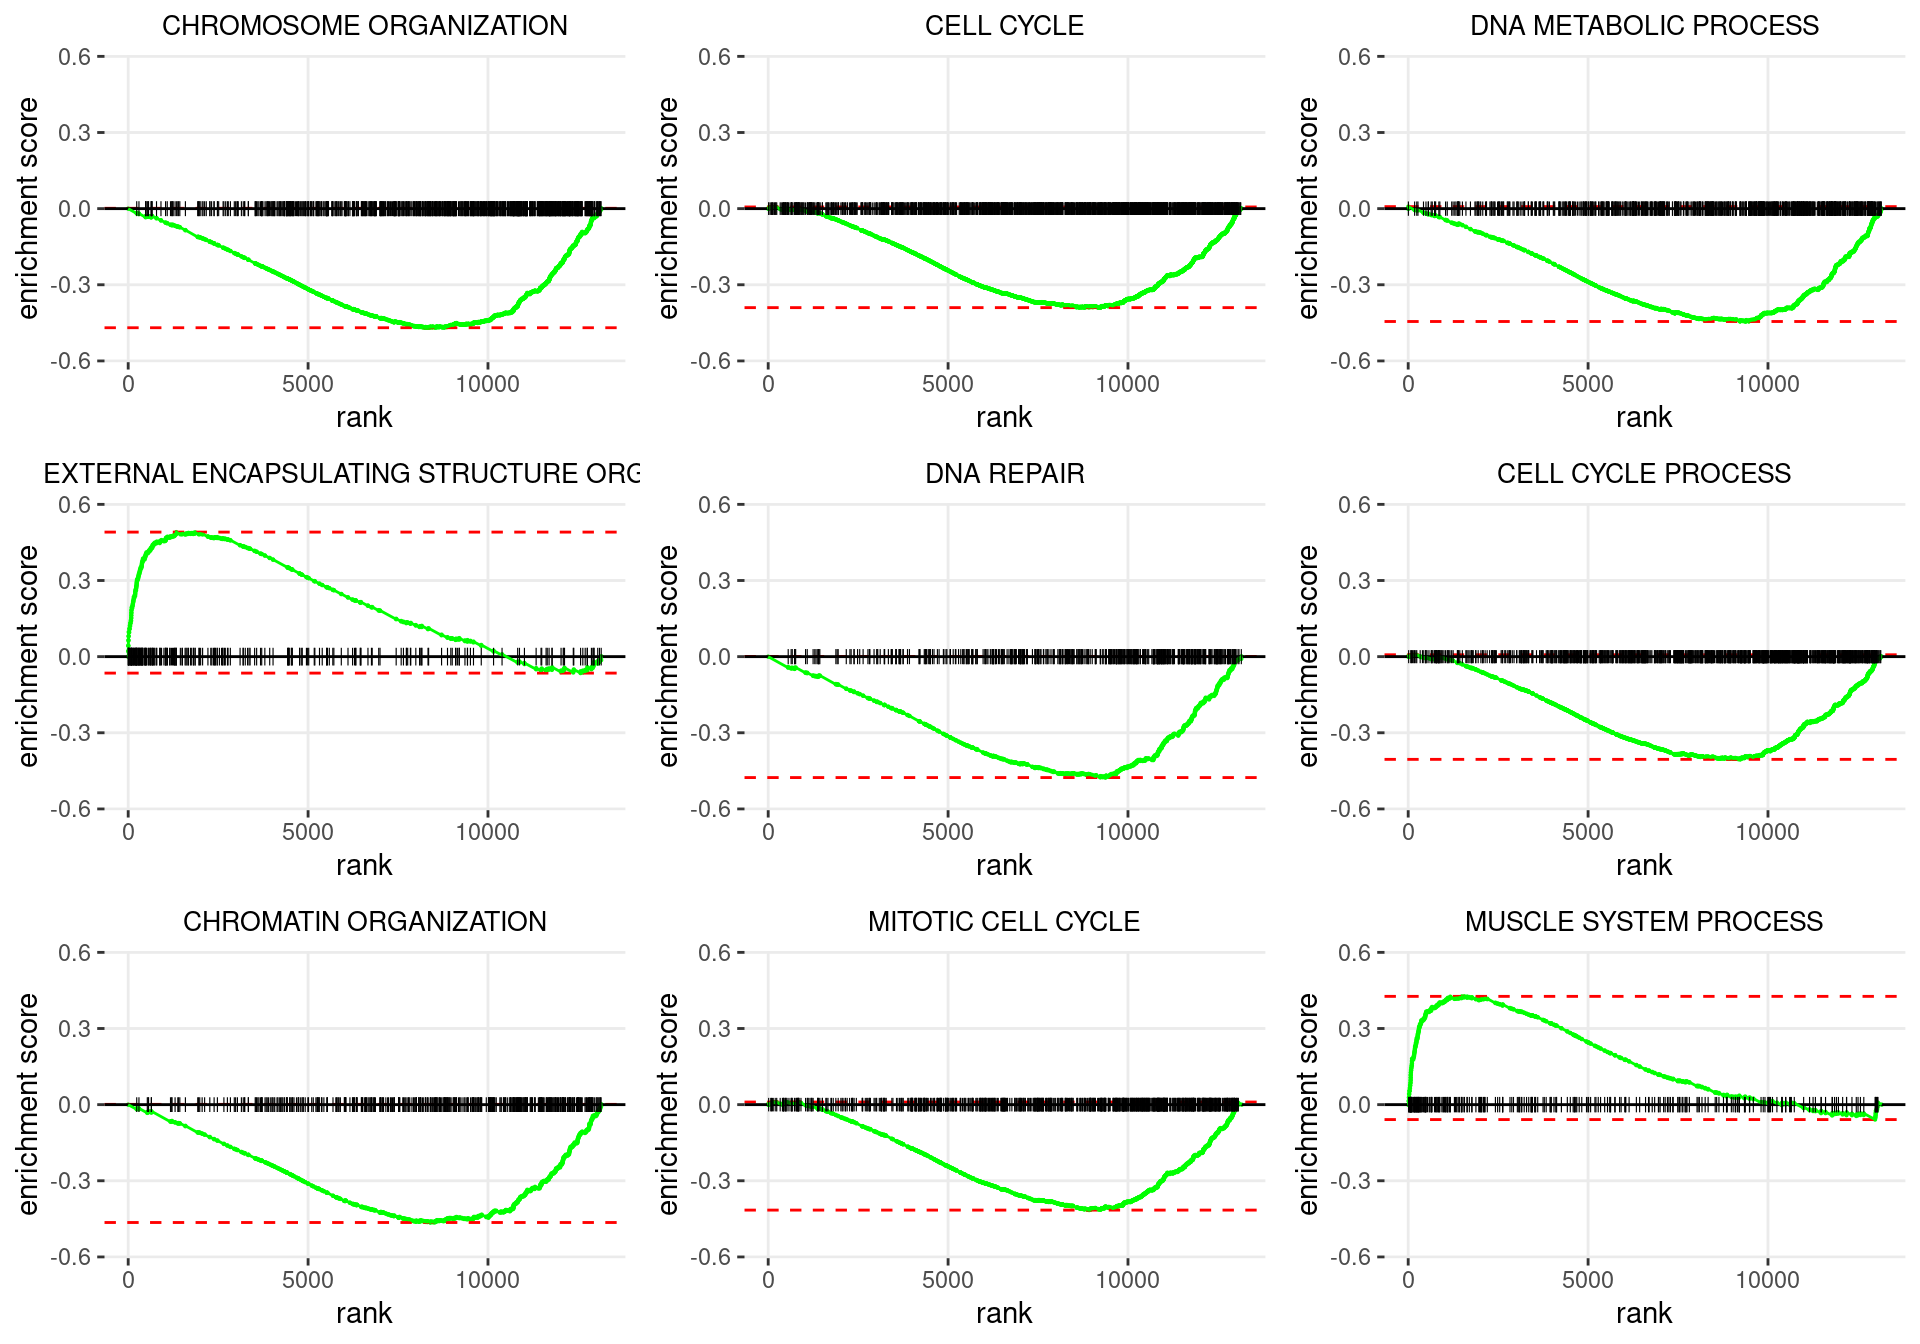 CHROMOSOME ORGANIZATION
enrichment score
0.6
0.3
0.0
-0.3
-0.6
0 5000 10000
rank
CELL CYCLE
enrichment score
0.6
0.3
0.0
-0.3
-0.6
0 5000 10000
rank
DNA METABOLIC PROCESS
enrichment score
0.6
0.3
0.0
-0.3
-0.6
0 5000 10000
rank
EXTERNAL ENCAPSULATING STRUCTURE ORG
enrichment score
0.6
0.3
0.0
-0.3
-0.6
0 5000 10000
rank
DNA REPAIR
enrichment score
0.6
0.3
0.0
-0.3
-0.6
0 5000 10000
rank
CELL CYCLE PROCESS
enrichment score
0.6
0.3
0.0
-0.3
-0.6
0 5000 10000
rank
CHROMATIN ORGANIZATION
enrichment score
0.6
0.3
0.0
-0.3
-0.6
0 5000 10000
rank
MITOTIC CELL CYCLE
enrichment score
0.6
0.3
0.0
-0.3
-0.6
0 5000 10000
rank
MUSCLE SYSTEM PROCESS
enrichment score
0.6
0.3
0.0
-0.3
-0.6
0 5000 10000
rank